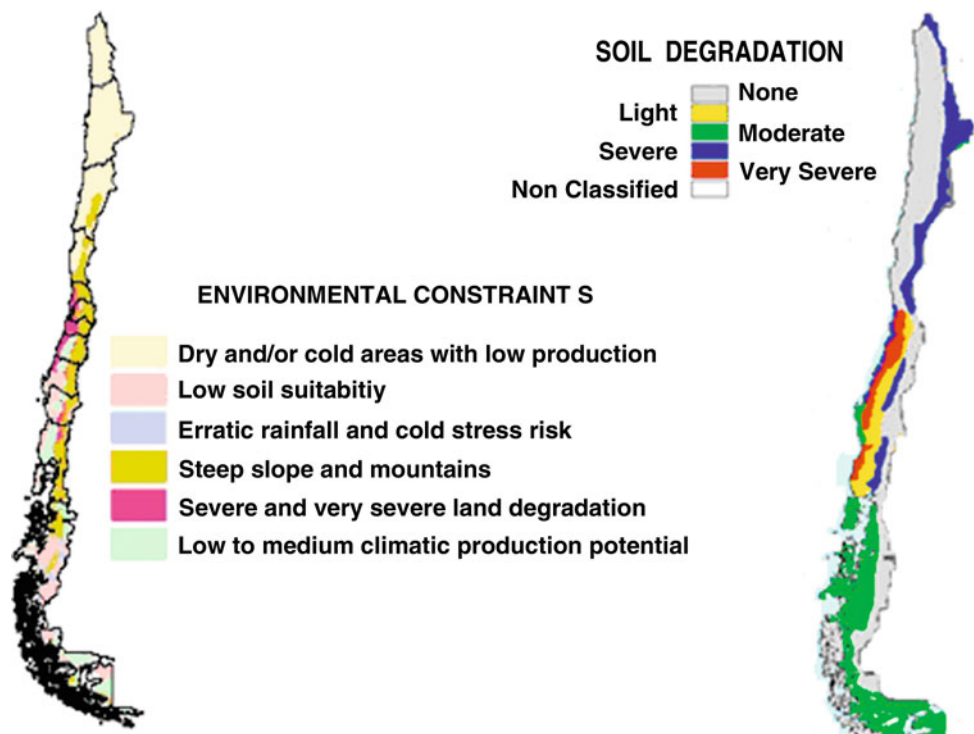 SOIL DEGRADATION
None
Light
Moderate
Severe
Very Severe
Non Classified
ENVIRONMENTAL CONSTRAINT S
Dry and/or cold areas with low production
Low soil suitabitiy
Erratic rainfall and cold stress risk
Steep slope and mountains
Severe and very severe land degradation
Low to medium climatic production potential